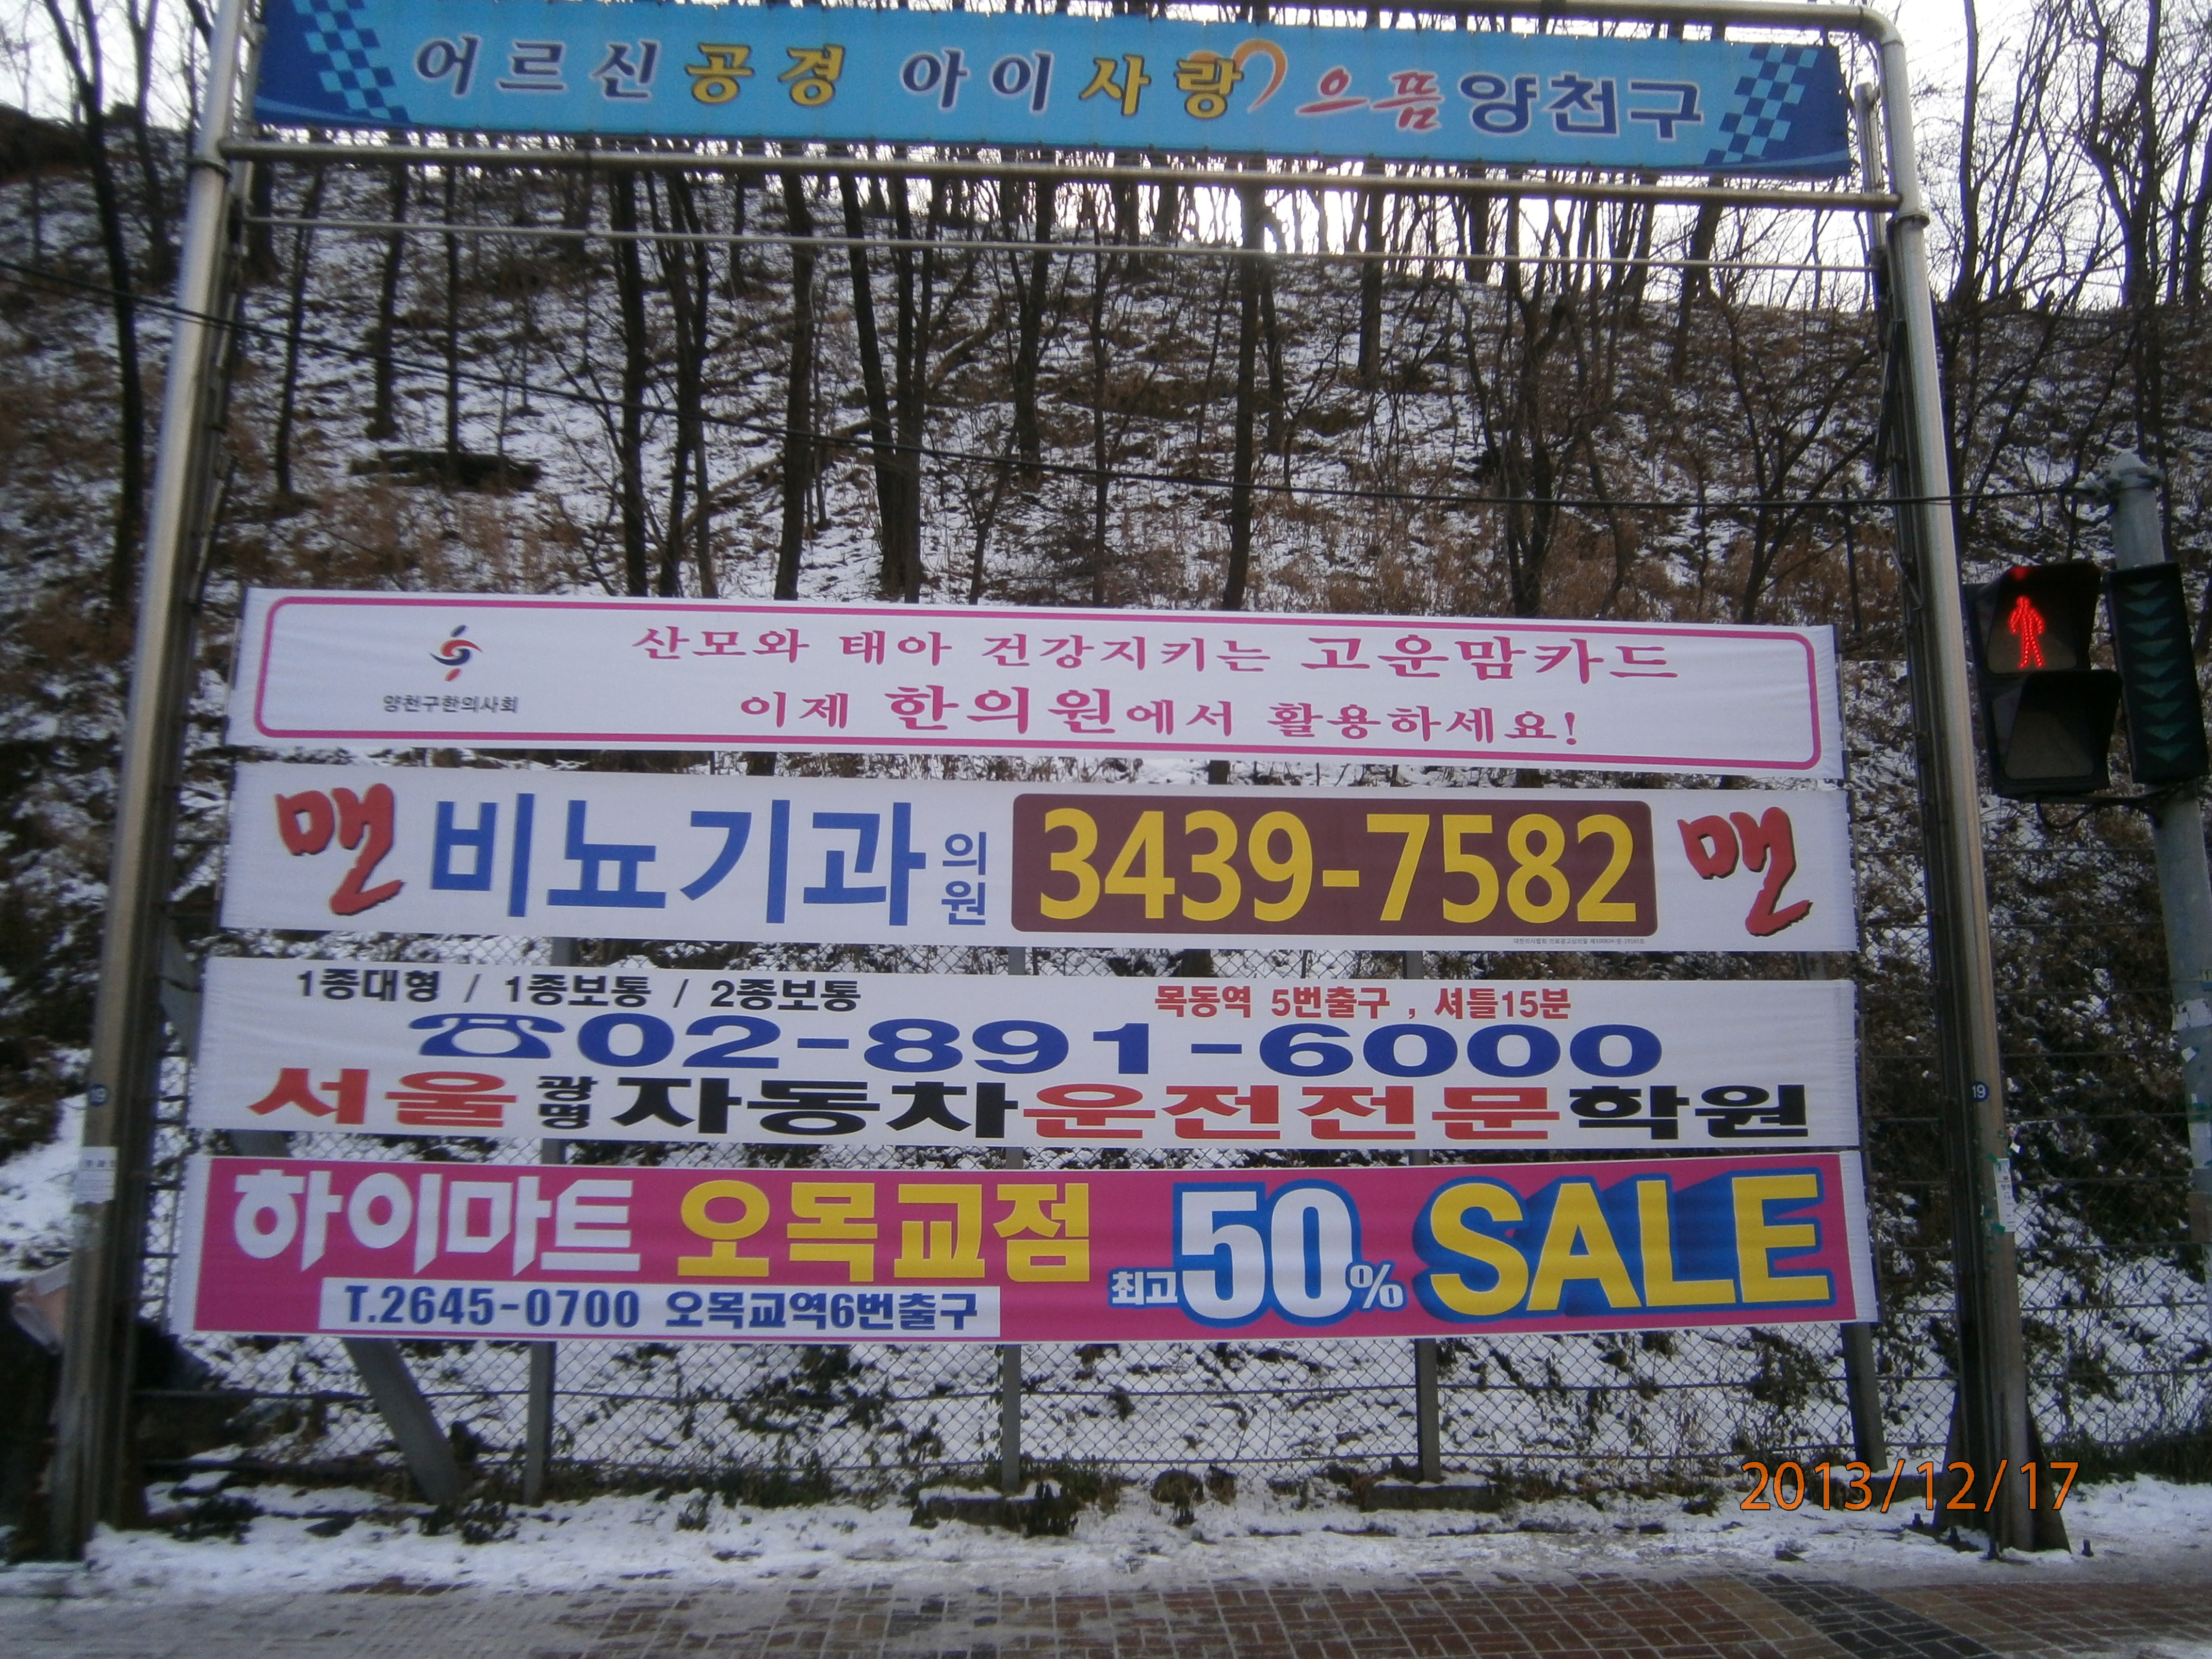 어르신 공경 아이사랑 으뜸양천구
산모와 태아 건강지키는 고운맘카드
양천구한의사회
이제 한의원에서 활용하세요!
맨 비뇨기과 의원 3439-7582 맨
1종대형 / 1종보통 / 2종보통
목동역 5번출구 , 셔틀15분
☎02-891-6000
서울 광명 자동차운전전문학원
하이마트 오목교점 최고 50% SALE
T.2645-0700 오목교역6번출구
19
19
2013/12/17